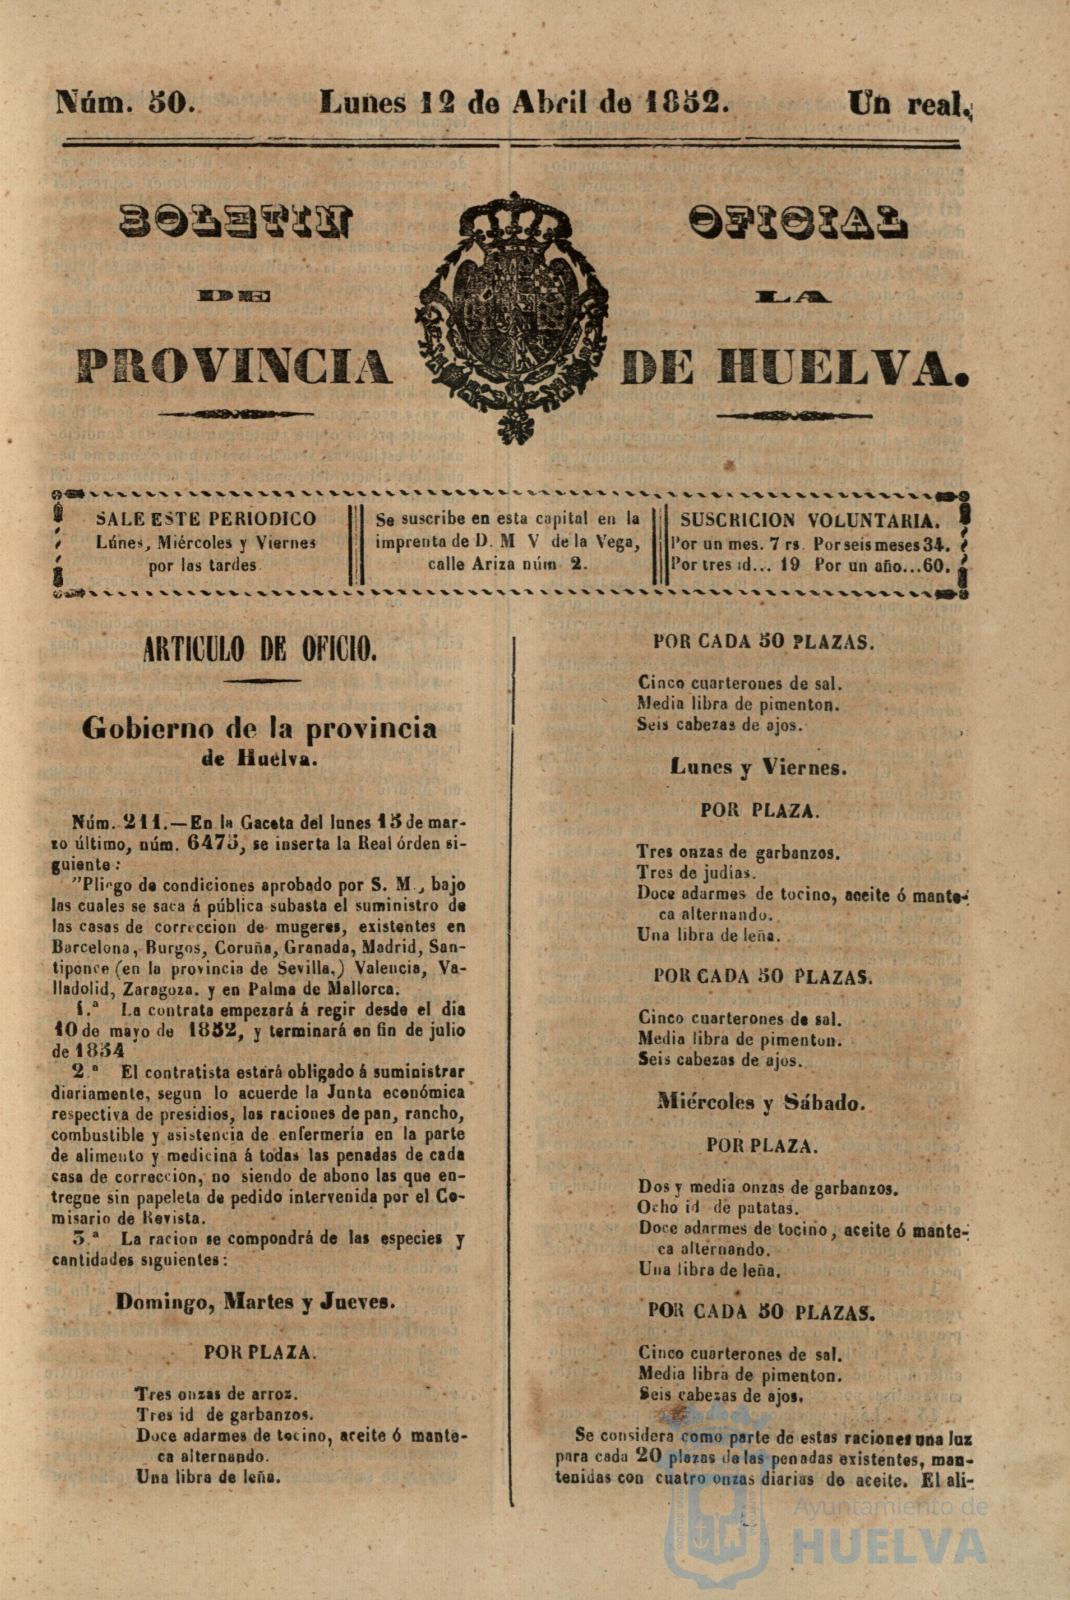 Núm. 50. Lunes 12 de Abril de 1852. Un real.
BOLETIN OFICIAL
DE LA
PROVINCIA DE HUELVA.
SALE ESTE PERIODICO
Lúnes, Miércoles y Viernes
por las tardes
Se suscribe en esta capital en la
imprenta de D. M V de la Vega,
calle Ariza núm 2.
SUSCRICION VOLUNTARIA.
Por un mes. 7 rs. Por seis meses 34.
Por tres id... 19 Por un año...60.
ARTICULO DE OFICIO.
Gobierno de la provincia
de Huelva.
Núm. 211.—En la Gaceta del lunes 15 de mar-
zo último, núm. 6475, se inserta la Real órden si-
guiente:
"Pliego de condiciones aprobado por S. M., bajo
las cuales se saca á pública subasta el suministro de
las casas de correccion de mugeres, existentes en
Barcelona, Burgos, Coruña, Granada, Madrid, San-
tiponce (en la provincia de Sevilla,) Valencia, Va-
lladolid, Zaragoza. y en Palma de Mallorca.
1.ª La contrata empezará á regir desde el dia
10 de mayo de 1852, y terminará en fin de julio
de 1854
2.ª El contratista estará obligado á suministrar
diariamente, segun lo acuerde la Junta económica
respectiva de presidios, las raciones de pan, rancho,
combustible y asistencia de enfermería en la parte
de alimento y medicina á todas las penadas de cada
casa de correccion, no siendo de abono las que en-
tregue sin papeleta de pedido intervenida por el Co-
misario de Revista.
3.ª La racion se compondrá de las especies y
cantidades siguientes:
Domingo, Martes y Jueves.
POR PLAZA.
Tres onzas de arroz.
Tres id de garbanzos.
Doce adarmes de tocino, aceite ó mante-
ca alternando.
Una libra de leña.
POR CADA 50 PLAZAS.
Cinco cuarterones de sal.
Media libra de pimenton.
Seis cabezas de ajos.
Lunes y Viernes.
POR PLAZA.
Tres onzas de garbanzos.
Tres de judías.
Doce adarmes de tocino, aceite ó mante-
ca alternando.
Una libra de leña.
POR CADA 50 PLAZAS.
Cinco cuarterones de sal.
Media libra de pimenton.
Seis cabezas de ajos.
Miércoles y Sábado.
POR PLAZA.
Dos y media onzas de garbanzos.
Ocho id de patatas.
Doce adarmes de tocino, aceite ó mante-
ca alternando.
Una libra de leña.
POR CADA 50 PLAZAS.
Cinco cuarterones de sal.
Media libra de pimenton.
Seis cabezas de ajos.
Se considera como parte de estas raciones una luz
para cada 20 plazas de las penadas existentes, man-
tenidas con cuatro onzas diarias de aceite. El ali-
Ayuntamiento de
HUELVA